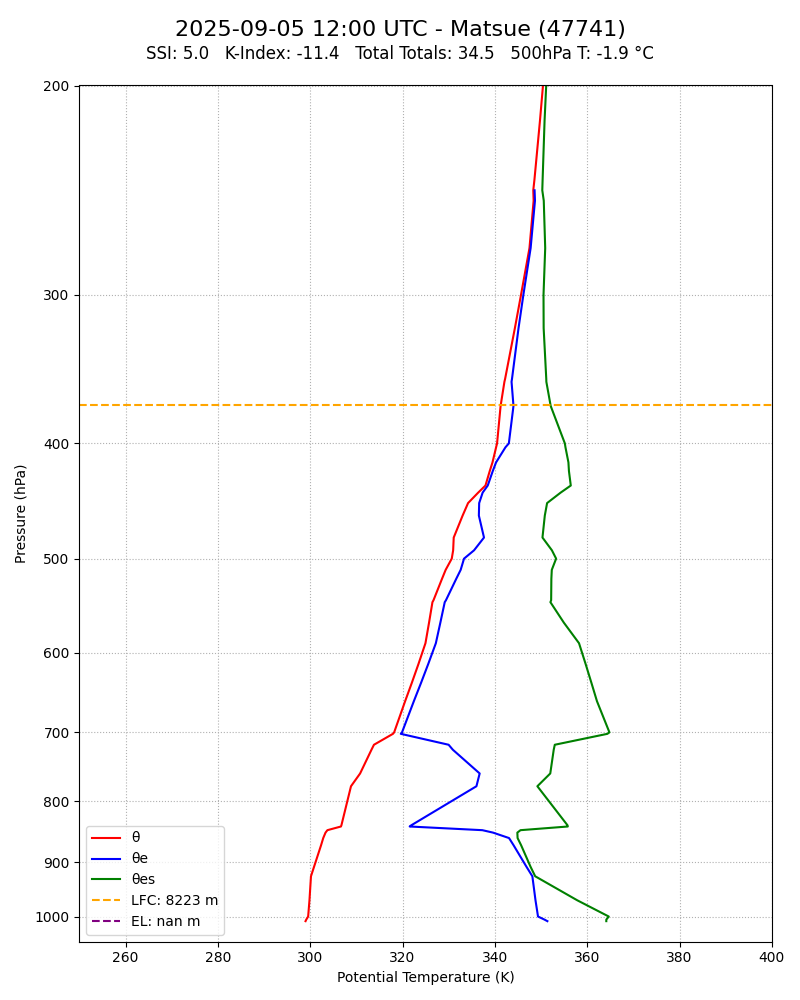 2025-09-05 12:00 UTC - Matsue (47741)
SSI: 5.0   K-Index: -11.4   Total Totals: 34.5   500hPa T: -1.9 °C
200
300
400
500
600
700
800
900
1000
Pressure (hPa)
θ
θe
θes
LFC: 8223 m
EL: nan m
260 280 300 320 340 360 380 400
Potential Temperature (K)